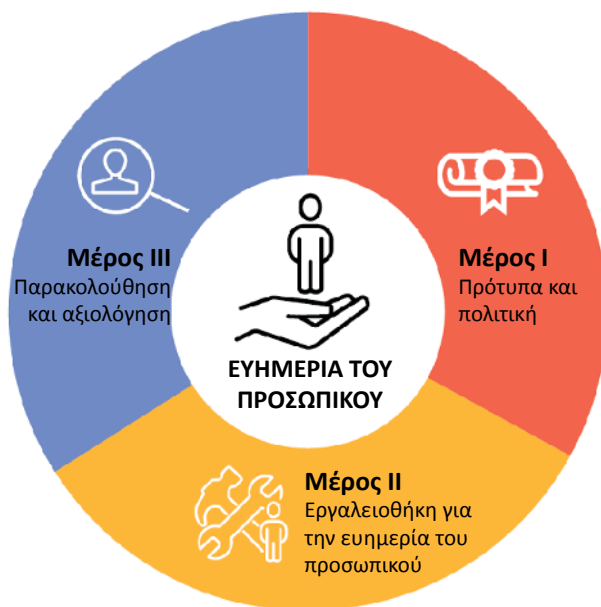 Μέρος III
Παρακολούθηση
και αξιολόγηση
Μέρος I
Πρότυπα και
πολιτική
ΕΥΗΜΕΡΙΑ ΤΟΥ
ΠΡΟΣΩΠΙΚΟΥ
Μέρος II
Εργαλειοθήκη για
την ευημερία του
προσωπικού